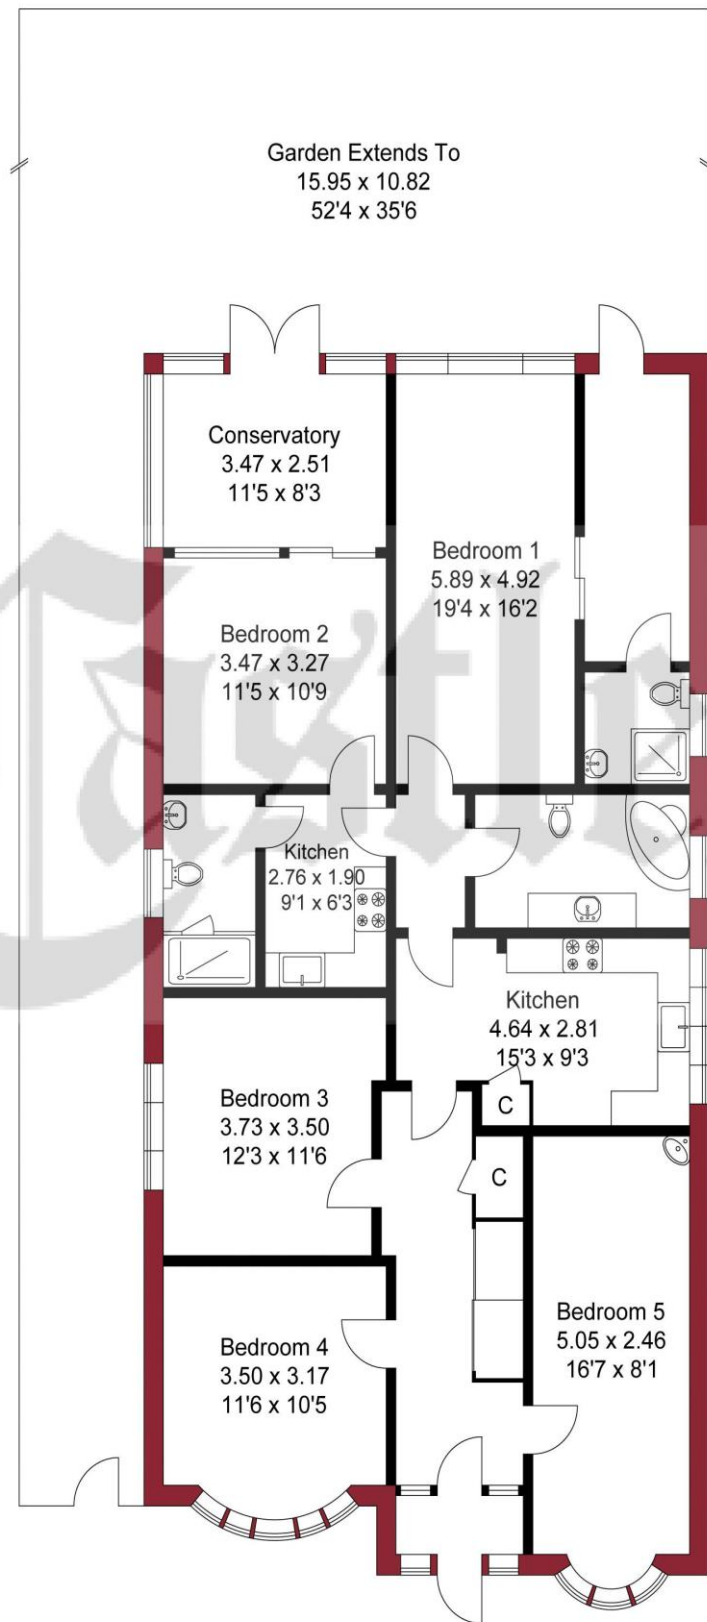 Garden Extends To
15.95 x 10.82
52'4 x 35'6
Conservatory
3.47 x 2.51
11'5 x 8'3
Bedroom 1
5.89 x 4.92
19'4 x 16'2
Bedroom 2
3.47 x 3.27
11'5 x 10'9
Castle
Kitchen
2.76 x 1.90
9'1 x 6'3
Kitchen
4.64 x 2.81
15'3 x 9'3
C
Bedroom 3
3.73 x 3.50
12'3 x 11'6
C
Bedroom 4
3.50 x 3.17
11'6 x 10'5
Bedroom 5
5.05 x 2.46
16'7 x 8'1